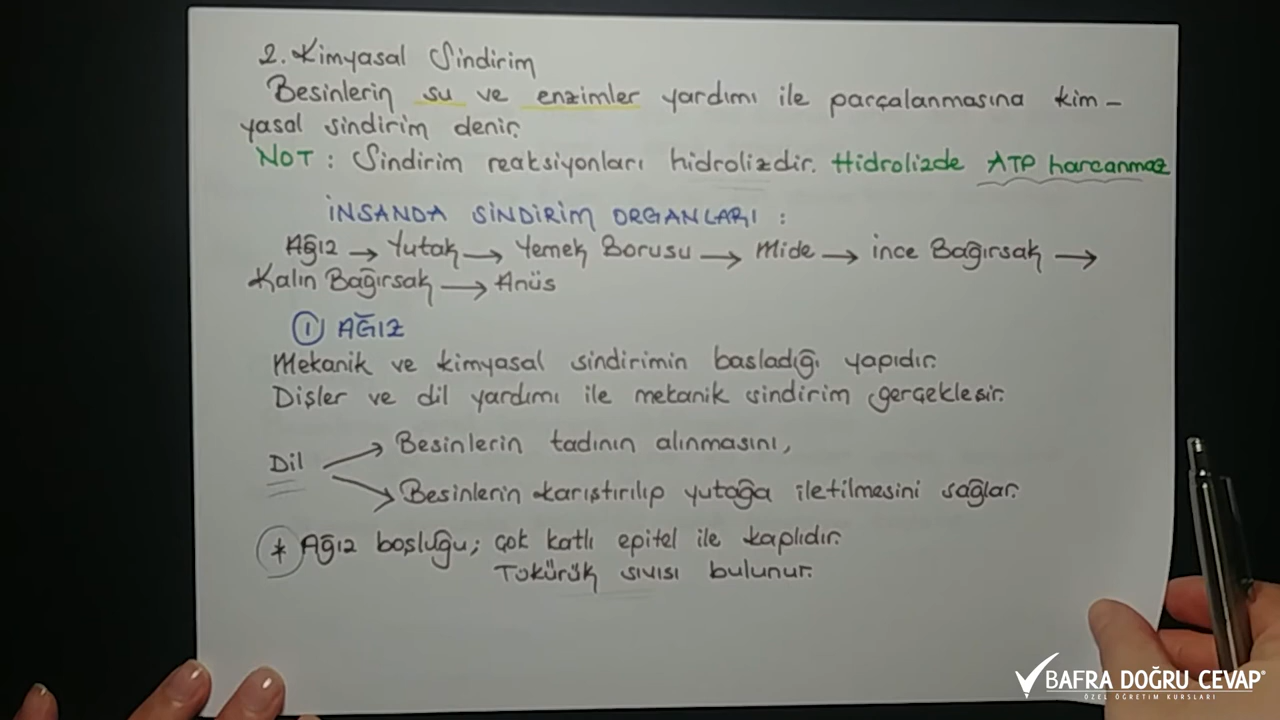 2. Kimyasal Sindirim
Besinlerin su ve enzimler yardımı ile parçalanmasına kim-
yasal sindirim denir.
NOT : Sindirim reaksiyonları hidrolizdir. Hidrolizde ATP harcanmaz
İNSANDA SİNDİRİM ORGANLARI :
Ağız → Yutak → Yemek Borusu → Mide → ince Bağırsak →
Kalın Bağırsak → Anüs
1 AĞIZ
Mekanik ve kimyasal sindirimin basladığı yapıdır.
Dişler ve dil yardımı ile mekanik sindirim gerçekleşir.
Dil → Besinlerin tadının alınmasını,
→ Besinlerin karıştırılıp yutağa iletilmesini sağlar.
* Ağız boşluğu; çok katlı epitel ile kaplıdır.
Tükürük sıvısı bulunur.
BAFRA DOĞRU CEVAP®
ÖZEL ÖĞRETİM KURSLARI